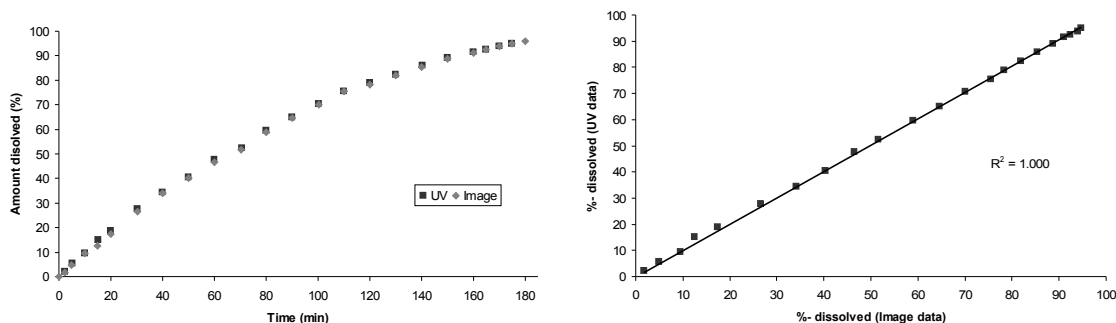 Amount disolved (%)
100
90
80
70
60
50
40
30
20
10
0
0 20 40 60 80 100 120 140 160 180
Time (min)
UV Image
%- dissolved (UV data)
100
90
80
70
60
50
40
30
20
10
0
0 10 20 30 40 50 60 70 80 90 100
%- dissolved (Image data)
R² = 1.000